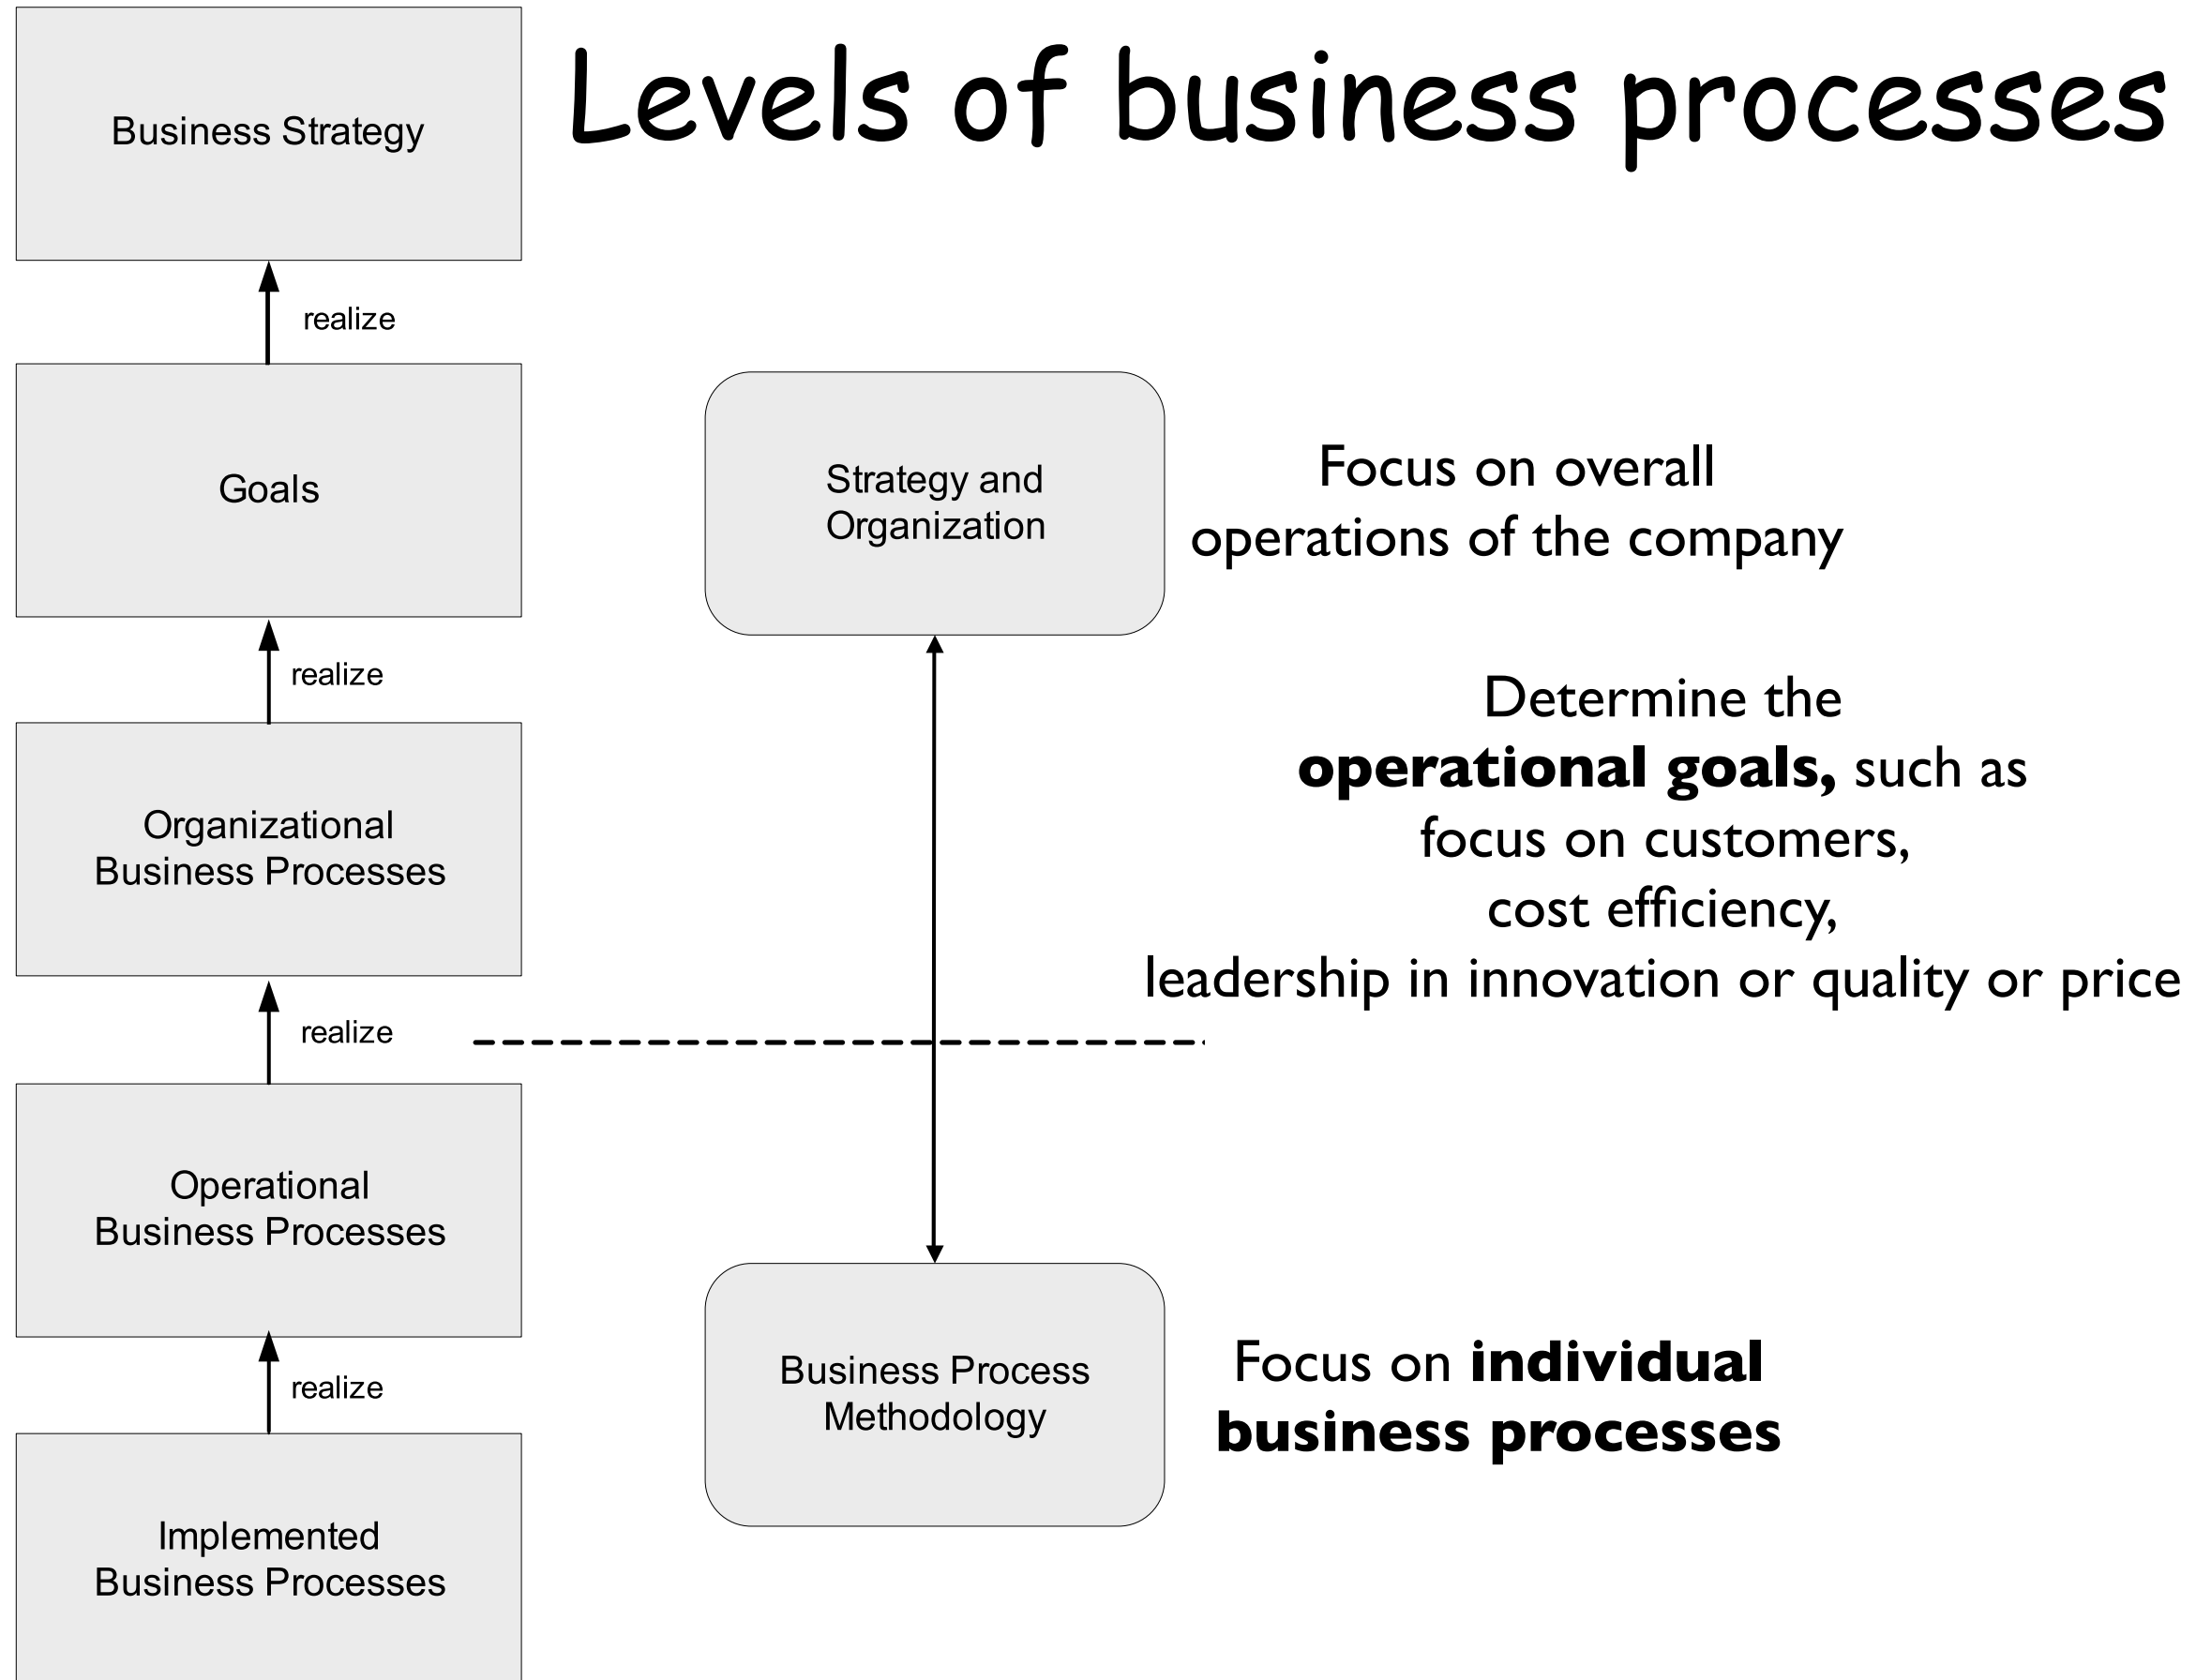 Levels of business processes
Business Strategy
realize
Goals
realize
Organizational
Business Processes
realize
Operational
Business Processes
realize
Implemented
Business Processes
Strategy and
Organization
Focus on overall
operations of the company
Determine the
operational goals, such as
focus on customers,
cost efficiency,
leadership in innovation or quality or price
Business Process
Methodology
Focus on individual
business processes